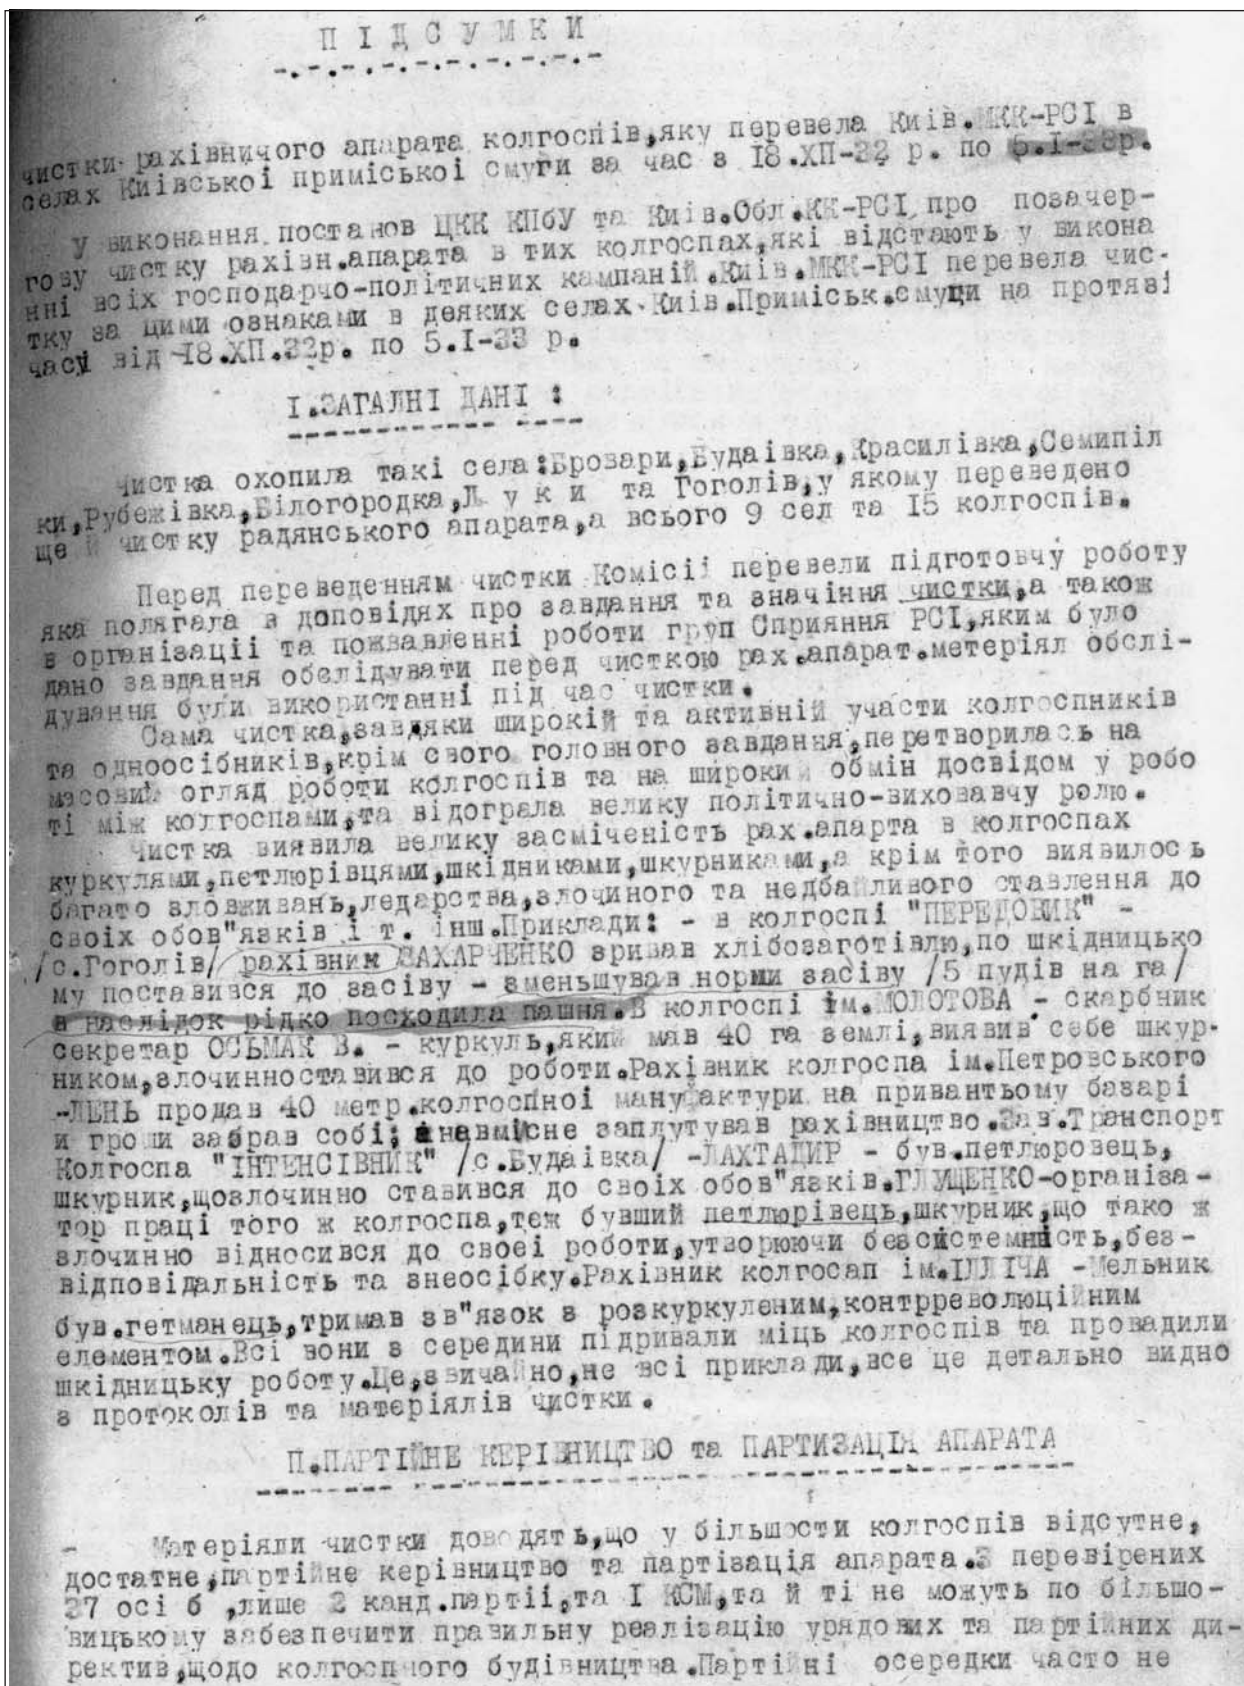 ПІДСУМКИ
-.-.-.-.-.-.-.-.-.-
чистки рахівничого апарата колгоспів,яку перевела Київ.МКК-РСІ в
селах Київської приміської смуги за час з 18.ХП-32 р. по 5.І-33р.
У виконання постанов ЦКК КПбУ та Київ.Обл.КК-РСІ про позачер-
гову чистку рахівн.апарата в тих колгоспах,які відстають у викона
нні всіх господарчо-політичних кампаній.Київ.МКК-РСІ перевела чис-
тку за цими ознаками в деяких селах Київ.Приміськ.смуци на протязі
часу від 18.ХП.32р. по 5.І-33 р.
І.ЗАГАЛНІ ДАНІ :
------------ ----
Чистка охопила такі села:Бровари,Будаівка,Красилівка,Семипіл
ки,Рубежівка,Білогородка,Л у к и та Гоголів,у якому переведено
ще й чистку радянського апарата,а всього 9 сел та 15 колгоспів.
Перед переведенням чистки Комісіі перевели підготовчу роботу
яка полягала в доповідях про завдання та значіння чистки,а також
в організаціі та пожвавленні роботи груп Сприяння РСІ,яким було
дано завдання обслідувати перед чисткою рах.апарат.метеріял обслі-
дування були використанні під час чистки.
Сама чистка,завдяки широкій та активній участи колгоспників
та одноосібників,крім свого головного завдання,перетворилась на
масовий огляд роботи колгоспів та на широкий обмін досвідом у робо
ті між колгоспами,та відограла велику політично-виховавчу ролю.
Чистка виявила велику засміченість рах.апарта в колгоспах
куркулями,петлюрівцями,шкідниками,шкурниками,а крім того виявилось
багато зловживань,ледарства,злочиного та недбайливого ставлення до
своіх обов"язків і т. інш.Приклади: - в колгоспі "ПЕРЕДОВИК" -
/с.Гоголів/ рахівник ЗАХАРЧЕНКО зривав хлібозаготівлю,по шкідницько
му поставився до засіву - зменьшував норми засіву /5 пудів на га/
в наслідок рідко посходила пашня.В колгоспі ім.МОЛОТОВА - скарбник
секретар ОСЬМАК В. - куркуль,який мав 40 га землі,виявив себе шкур-
ником,злочинноставився до роботи.Рахівник колгоспа ім.Петровського
-ЛЕНЬ продав 40 метр.колгоспноі мануфактури на привантьому базарі
и гроши забрав собі; а навмисне заплутував рахівництво.Зав.Транспорт
Колгоспа "ІНТЕНСІВНИК" /с.Будаівка/ -ЛАХТАДИР - був.петлюровець,
шкурник,щозлочинно ставився до своіх обов"язків.ГЛУЩЕНКО-організа-
тор праці того ж колгоспа,теж бувший петлюрівець,шкурник,що тако ж
злочинно відносився до своеі роботи,утворюючи безсистемність,без-
відповідальність та знеосібку.Рахівник колгосап ім.ІЛЛІЧА -Мельник
був.гетманець,тримав зв"язок з розкуркуленим,контрреволюційним
елементом.Всі вони з середини підривали міць колгоспів та провадили
шкідницьку роботу.Це,звичайно,не всі приклади,все це детально видно
з протоколів та матеріялів чистки.
П.ПАРТІЙНЕ КЕРІВНИЦТВО та ПАРТИЗАЦІЯ АПАРАТА
--------- --------------------------------
- Матеріяли чистки доводять,що у більшости колгоспів відсутне,
достатне,партійне керівництво та партізація апарата.З перевірених
37 осі б ,лише 2 канд.партіі,та І КСМ,та й ті не можуть по більшо-
вицькому забезпечити правильну реалізацію урядових та партійних ди-
ректив,щодо колгоспного будівництва.Партійні осередки часто не